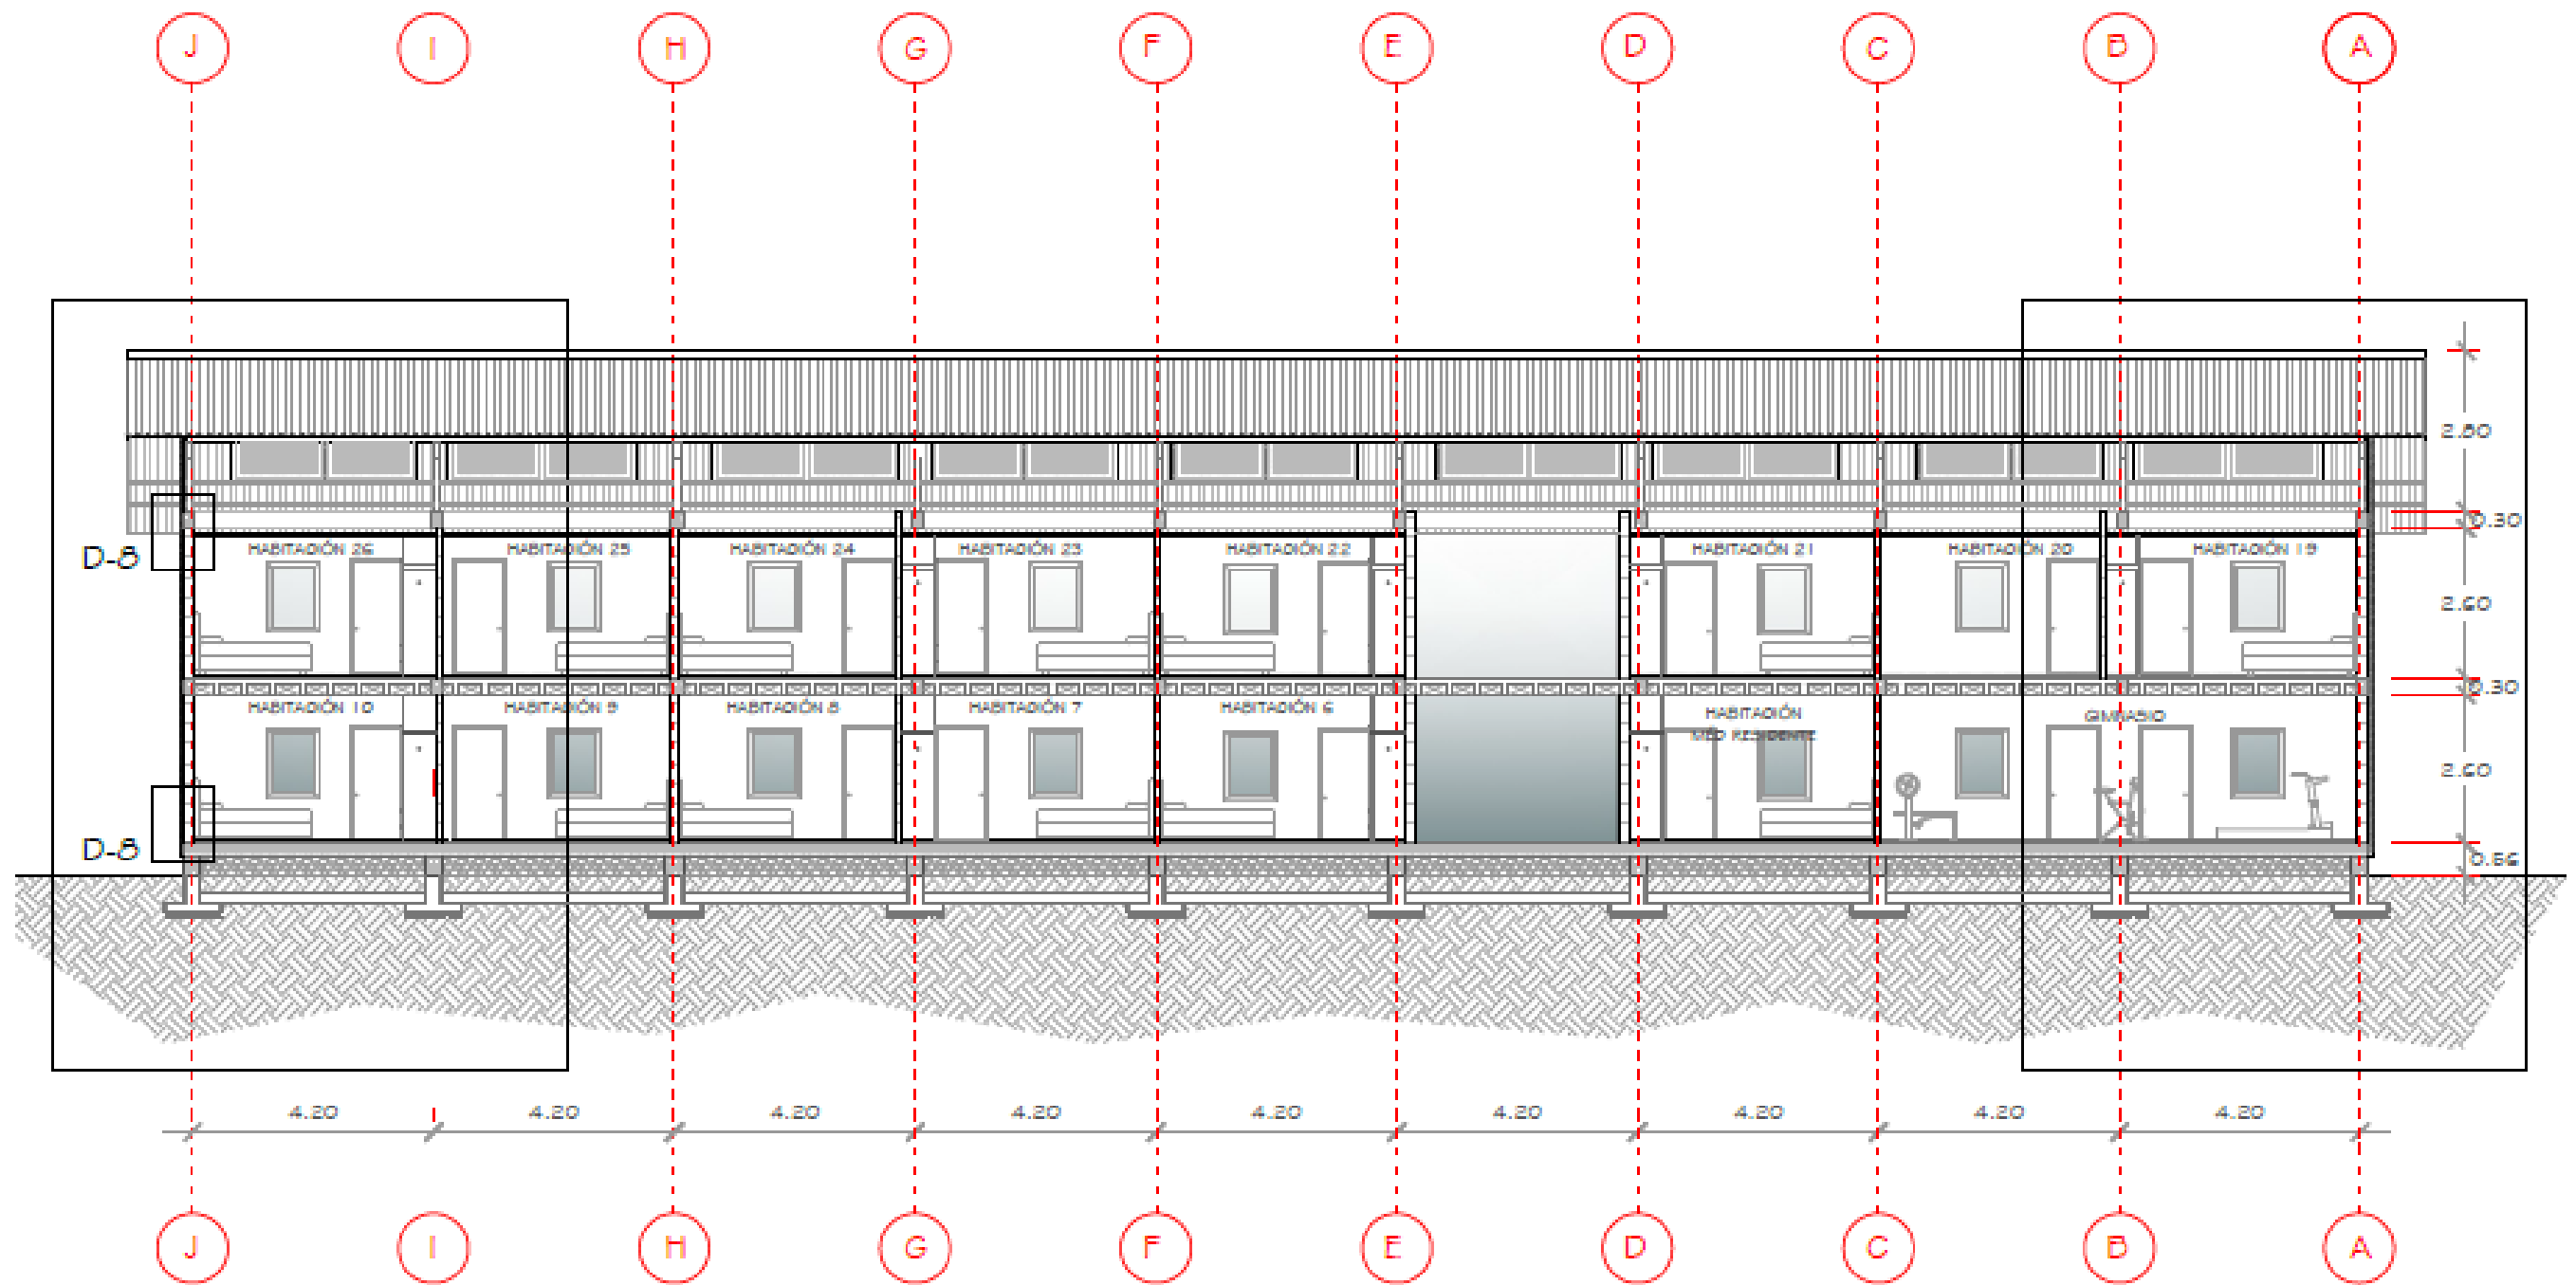 J I H G F E D C B A
2.80
D-8
0.30
HABITACIÓN 26 HABITACIÓN 25 HABITACIÓN 24 HABITACIÓN 23 HABITACIÓN 22 HABITACIÓN 21 HABITACIÓN 20 HABITACIÓN 19
2.60
0.30
HABITACIÓN 10 HABITACIÓN 9 HABITACIÓN 8 HABITACIÓN 7 HABITACIÓN 6 HABITACIÓN
MÉD RESIDENTE
GIMNASIO
2.60
D-8
4.20 4.20 4.20 4.20 4.20 4.20 4.20 4.20 4.20
J I H G F E D C B A